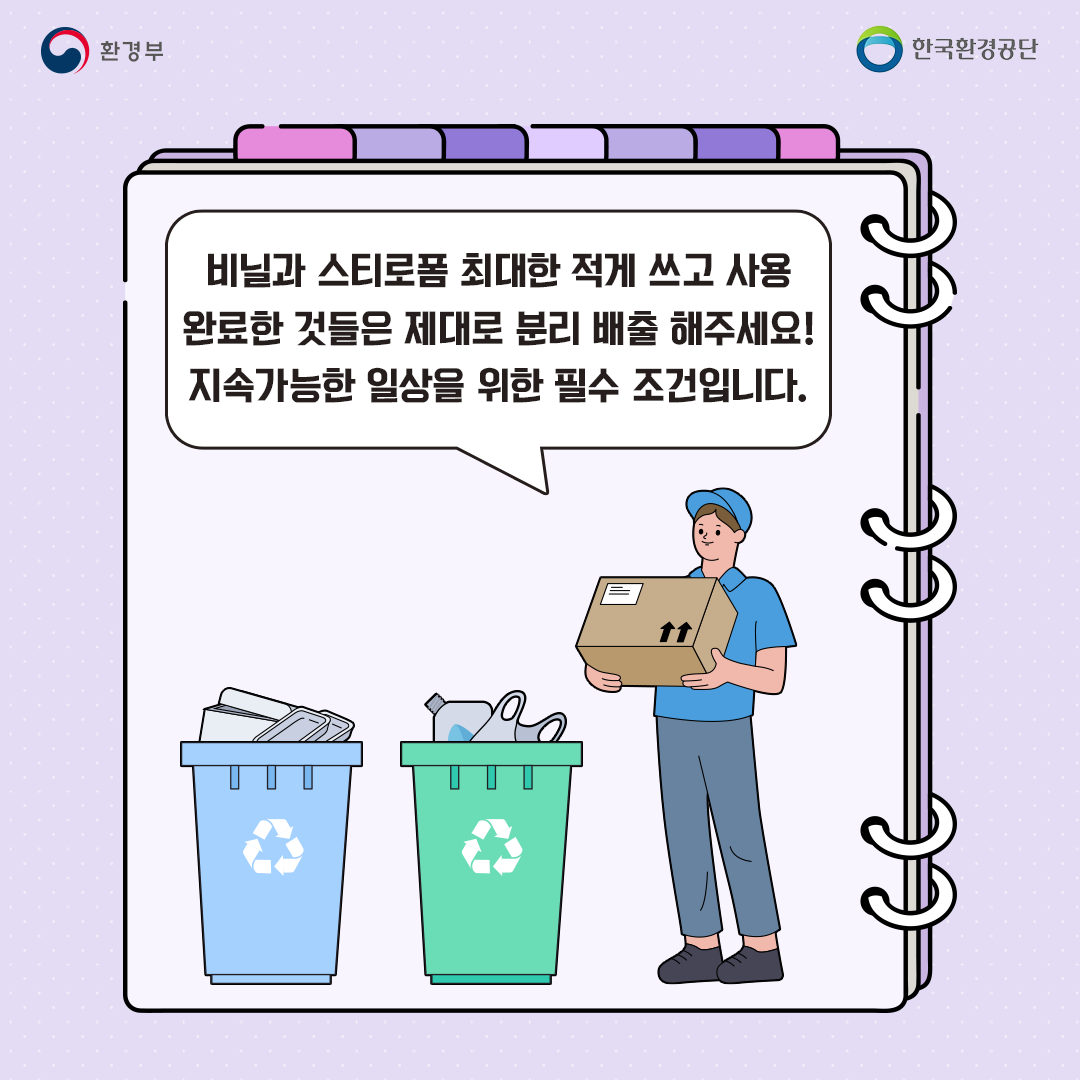 환경부
한국환경공단
비닐과 스티로폼 최대한 적게 쓰고 사용
완료한 것들은 제대로 분리 배출 해주세요!
지속가능한 일상을 위한 필수 조건입니다.